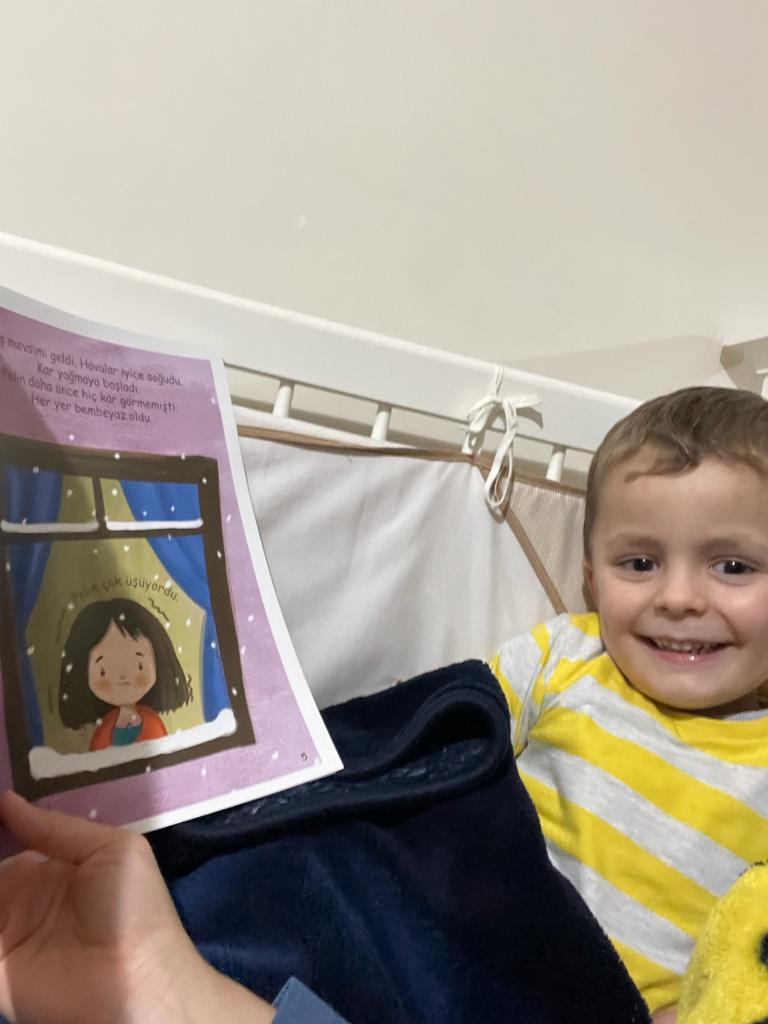 mevsimi geldi. Havalar iyice soğudu.
Kar yağmaya başladı.
Pelin daha önce hiç kar görmemişti.
Her yer bembeyaz oldu.
Pelin çok üşüyordu.
5